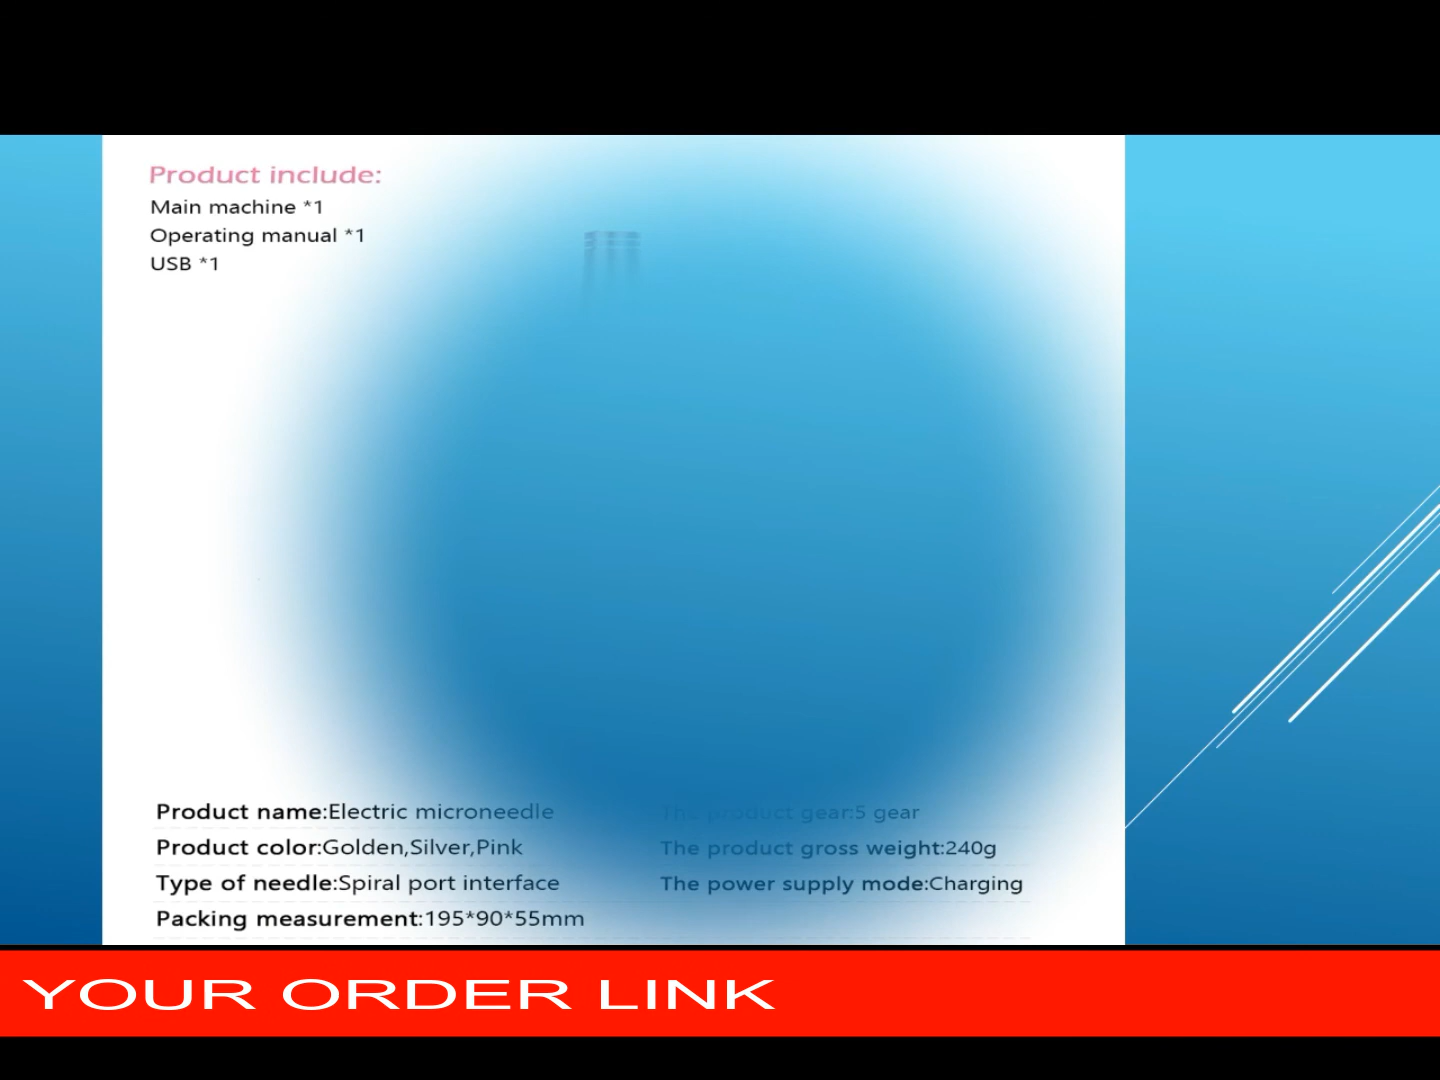 Product include:
Main machine *1
Operating manual *1
USB *1
Product name:Electric microneedle
The product gear:5 gear
Product color:Golden,Silver,Pink
The product gross weight:240g
Type of needle:Spiral port interface
The power supply mode:Charging
Packing measurement:195*90*55mm
YOUR ORDER LINK